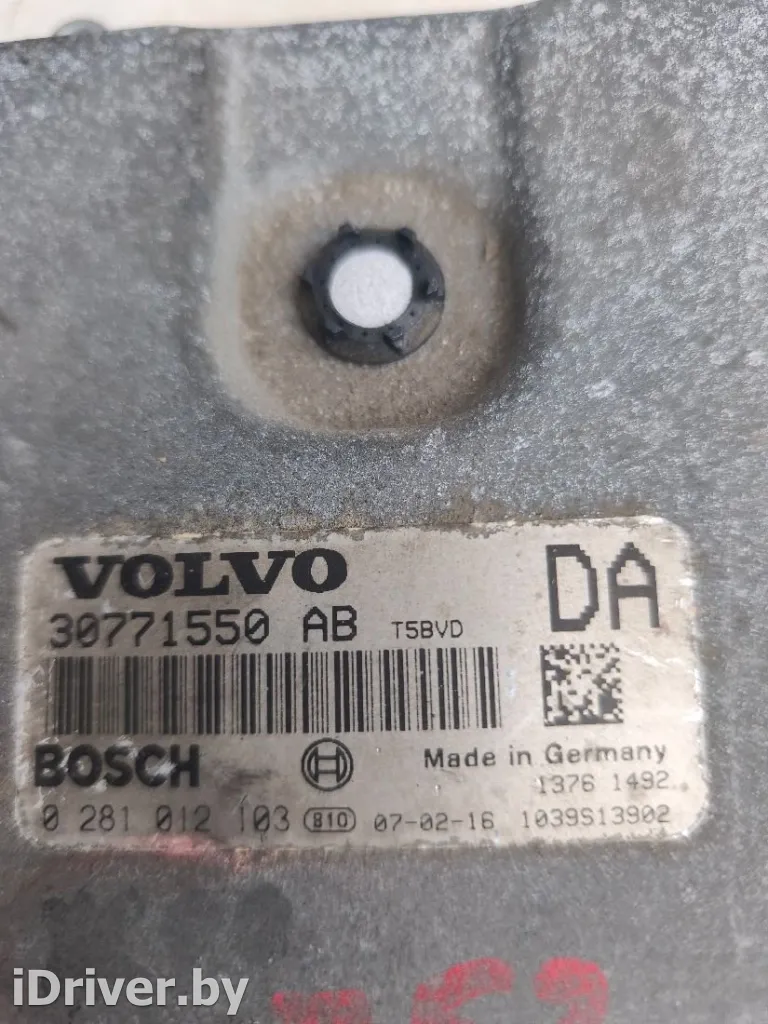 VOLVO
DA
30771550 AB T5BVD
BOSCH Made in Germany
1376 1492
0 281 012 103 810 07-02-16 1039S13902
iDriver.by